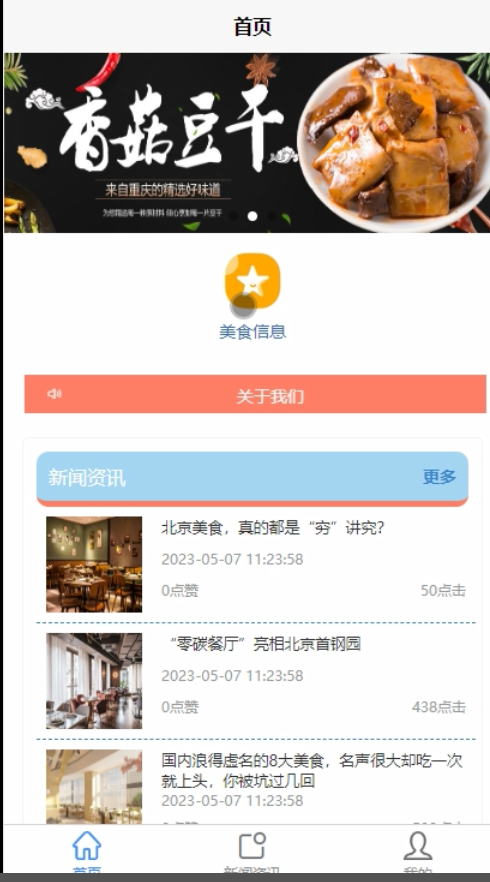 首页
香菇豆干
来自重庆的精选好味道
美食信息
关于我们
新闻资讯
更多
北京美食，真的都是“穷”讲究？
2023-05-07 11:23:58
0点赞
50点击
“零碳餐厅”亮相北京首钢园
2023-05-07 11:23:58
0点赞
438点击
国内浪得虚名的8大美食，名声很大却吃一次
就上头，你被坑过几回
2023-05-07 11:23:58
首页
新闻资讯
我的